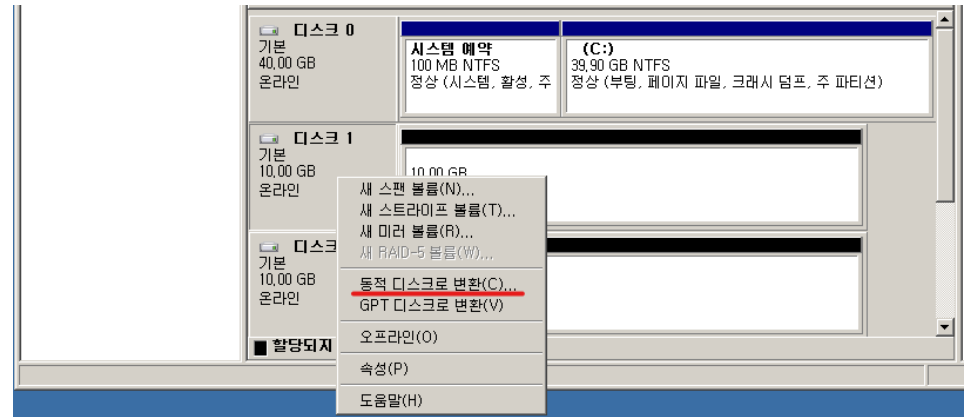 디스크 0
기본
40,00 GB
온라인
시스템 예약
100 MB NTFS
정상 (시스템, 활성, 주
(C:)
39,90 GB NTFS
정상 (부팅, 페이지 파일, 크래시 덤프, 주 파티션)
디스크 1
기본
10,00 GB
온라인
10,00 GB
디스크
기본
10,00 GB
온라인
할당되지
새 스팬 볼륨(N)...
새 스트라이프 볼륨(T)...
새 미러 볼륨(R)...
새 RAID-5 볼륨(W)...
동적 디스크로 변환(C)...
GPT 디스크로 변환(V)
오프라인(O)
속성(P)
도움말(H)